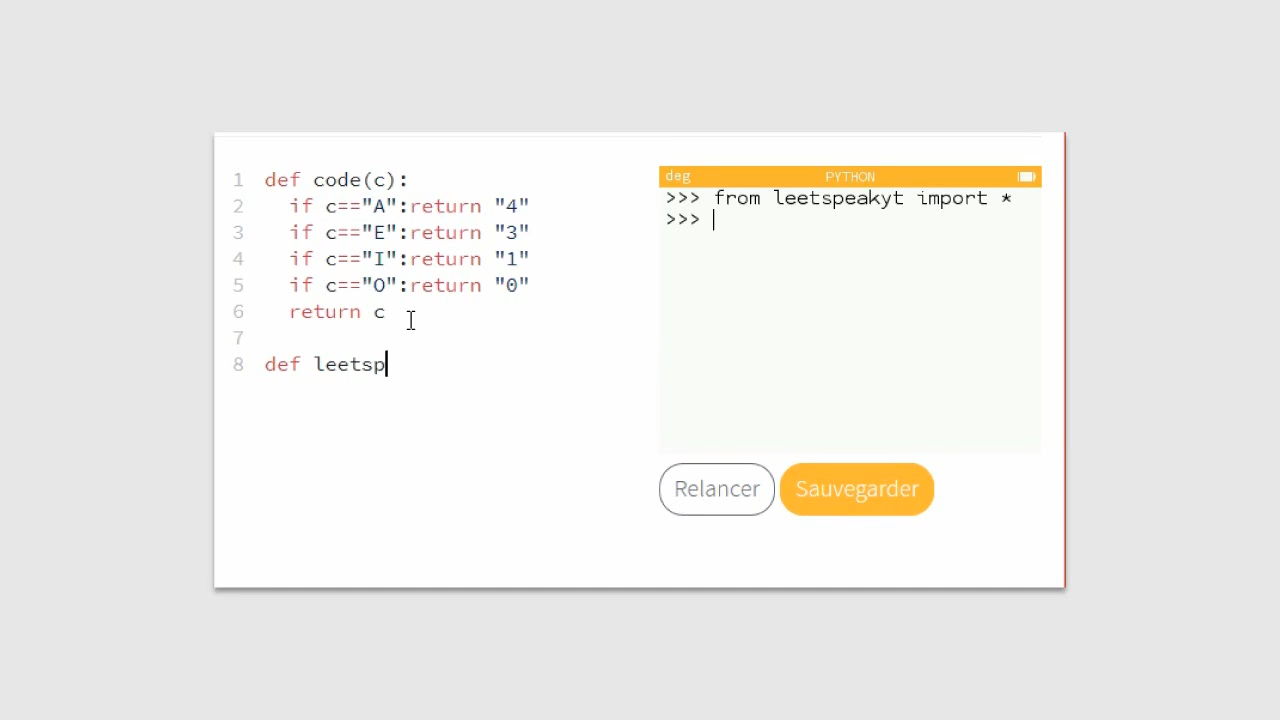 1 def code(c):
2 if c=="A":return "4"
3 if c=="E":return "3"
4 if c=="I":return "1"
5 if c=="O":return "0"
6 return c
7
8 def leetsp
deg PYTHON
>>> from leetspeakyt import *
>>>
Relancer Sauvegarder